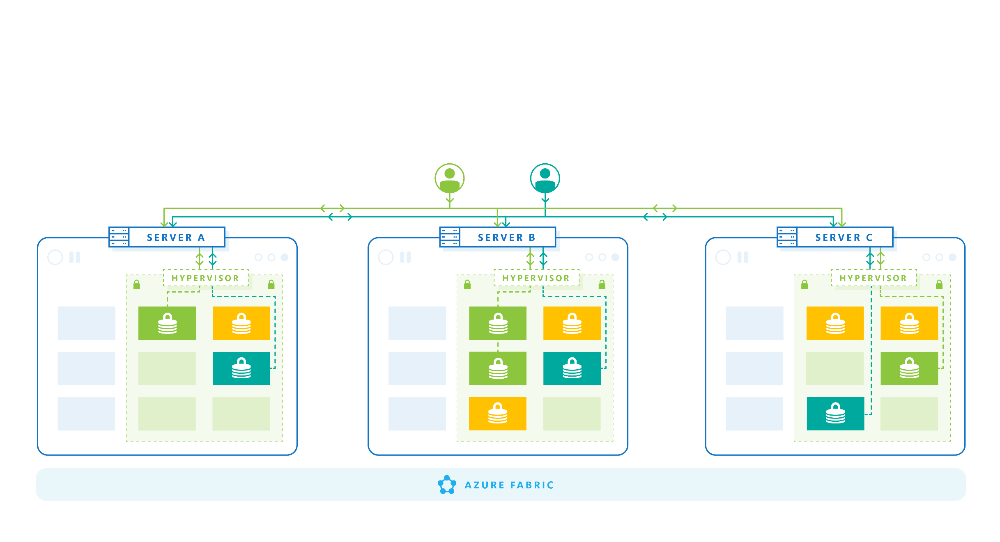 SERVER A
SERVER B
SERVER C
HYPERVISOR
HYPERVISOR
HYPERVISOR
AZURE FABRIC